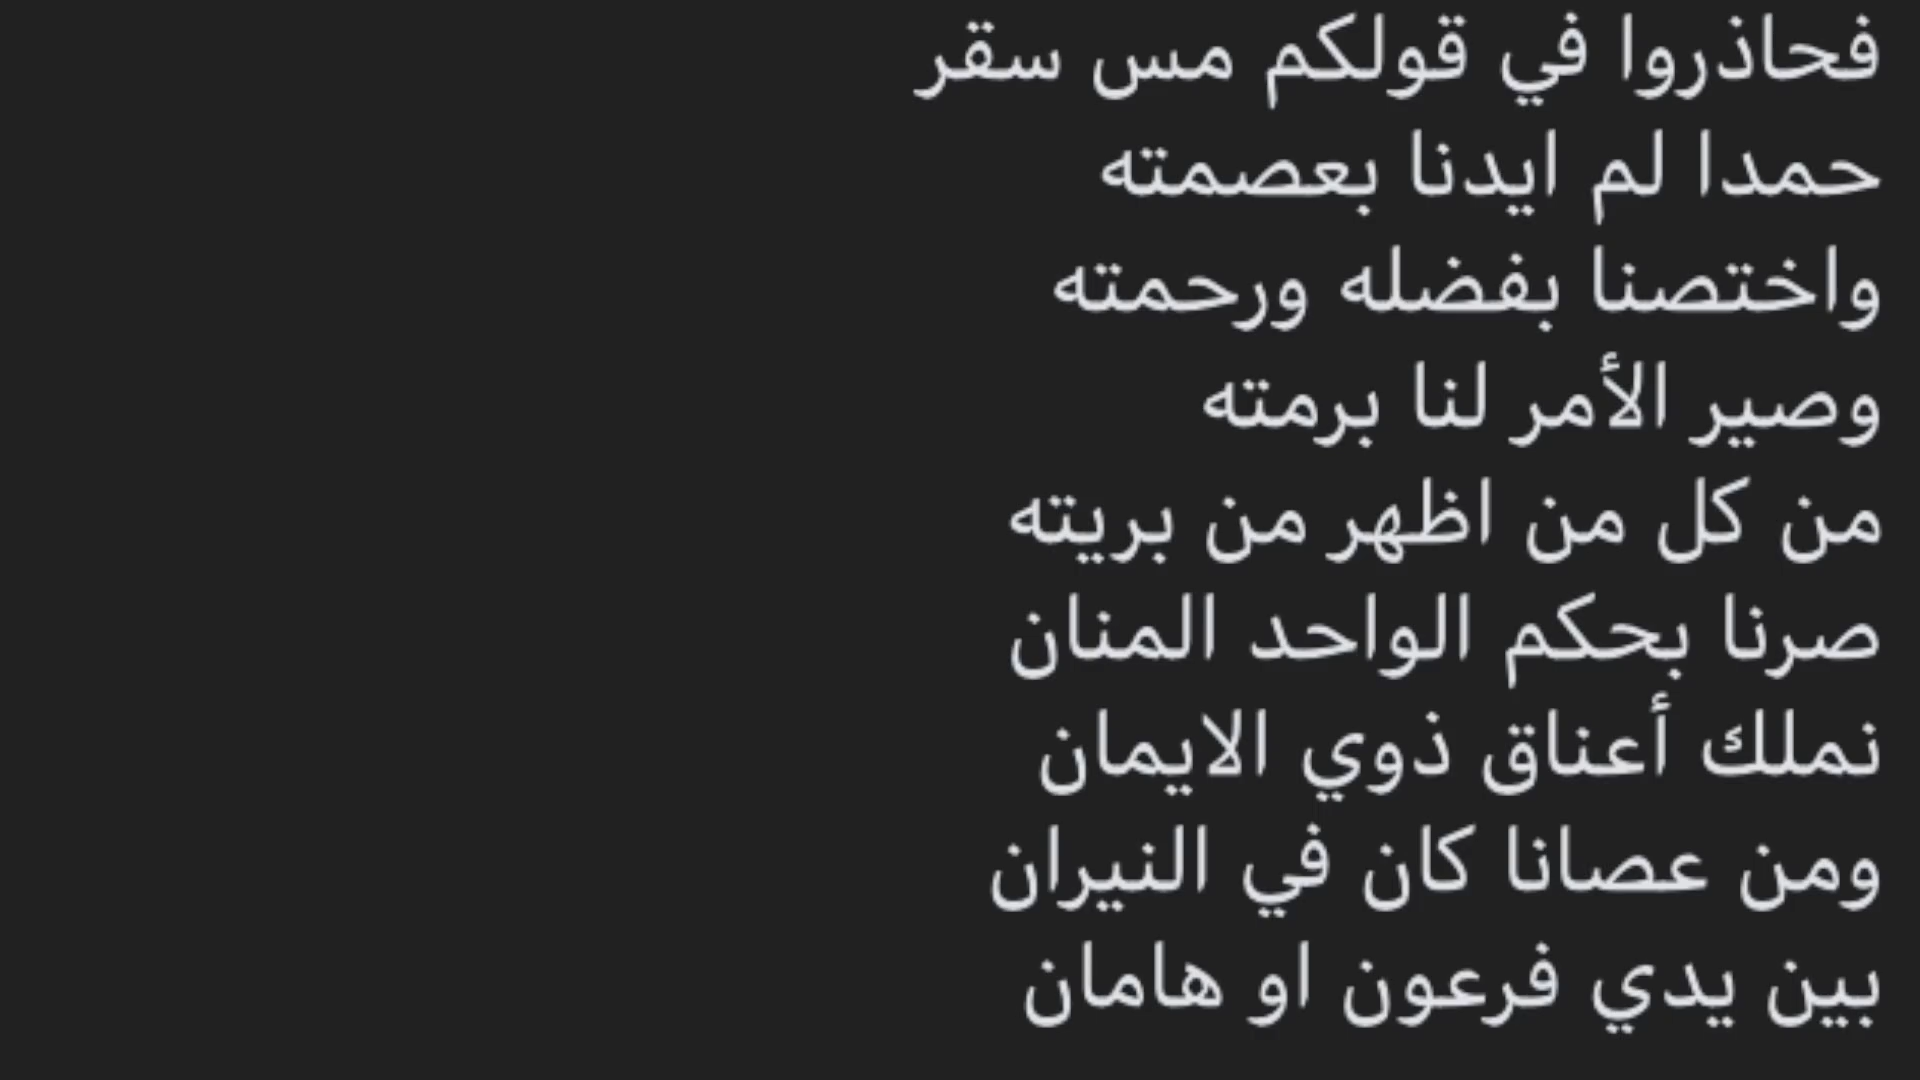 فحاذروا في قولكم مس سقر
حمدا لم ايدنا بعصمته
واختصنا بفضله ورحمته
وصير الأمر لنا برمته
من كل من اظهر من بريته
صرنا بحكم الواحد المنان
نملك أعناق ذوي الايمان
ومن عصانا كان في النيران
بين يدي فرعون او هامان